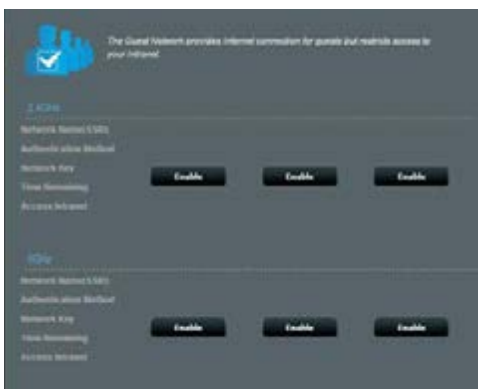 The Guest Network provides Internet connection for guests but restricts access to
your Intranet.
2.4GHz
Network Name(SSID)
Authentication Method
Network Key
Enable Enable Enable
Time Remaining
Access Intranet
5GHz
Network Name(SSID)
Authentication Method
Network Key
Enable Enable Enable
Time Remaining
Access Intranet